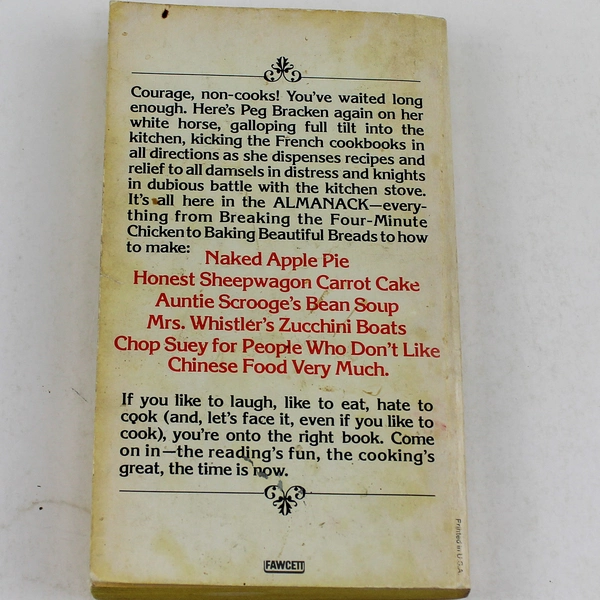 Courage, non-cooks! You've waited long
enough. Here's Peg Bracken again on her
white horse, galloping full tilt into the
kitchen, kicking the French cookbooks in
all directions as she dispenses recipes and
relief to all damsels in distress and knights
in dubious battle with the kitchen stove.
It's all here in the ALMANACK—every-
thing from Breaking the Four-Minute
Chicken to Baking Beautiful Breads to how
to make:
Naked Apple Pie
Honest Sheepwagon Carrot Cake
Auntie Scrooge's Bean Soup
Mrs. Whistler's Zucchini Boats
Chop Suey for People Who Don't Like
Chinese Food Very Much.
If you like to laugh, like to eat, hate to
cook (and, let's face it, even if you like to
cook), you're onto the right book. Come
on in—the reading's fun, the cooking's
great, the time is now.
FAWCETT
Printed in U.S.A.